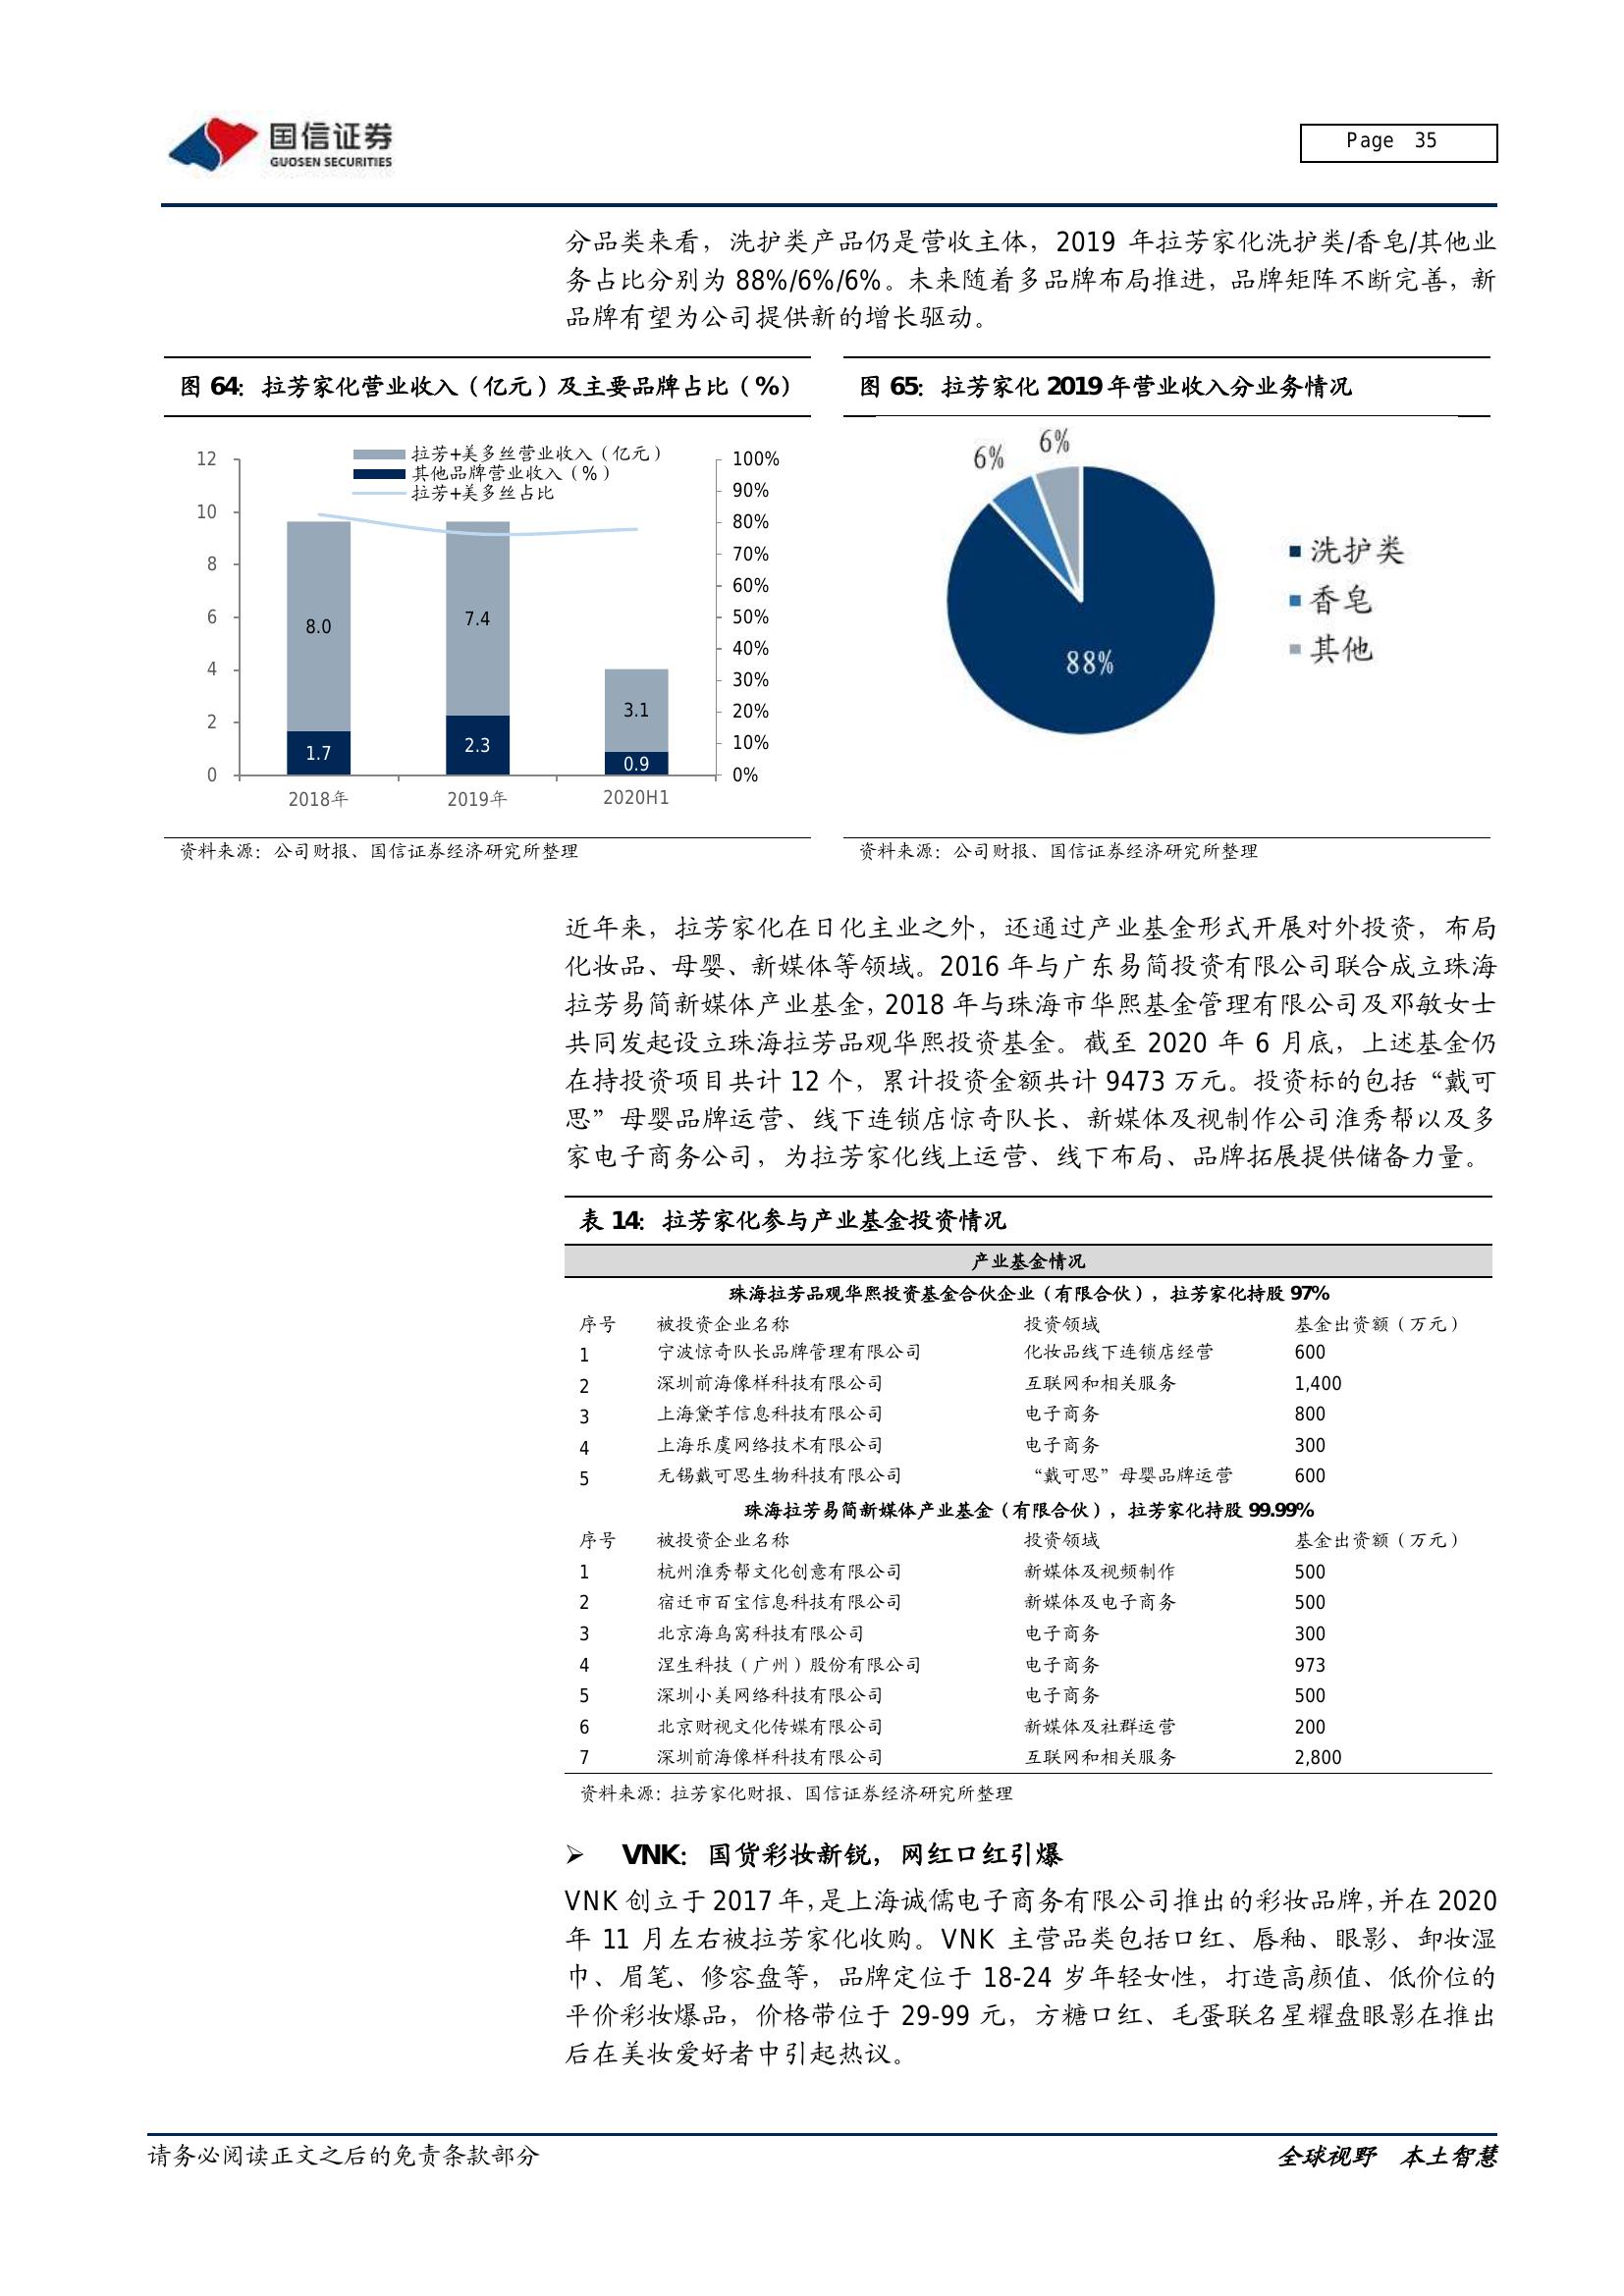 国信证券
GUOSEN SECURITIES
Page 35
分品类来看，洗护类产品仍是营收主体，2019 年拉芳家化洗护类/香皂/其他业
务占比分别为 88%/6%/6%。未来随着多品牌布局推进，品牌矩阵不断完善，新
品牌有望为公司提供新的增长驱动。
图 64：拉芳家化营业收入（亿元）及主要品牌占比（%）
拉芳+美多丝营业收入（亿元）
其他品牌营业收入（%）
拉芳+美多丝占比
12
10
8
6
4
2
0
100%
90%
80%
70%
60%
50%
40%
30%
20%
10%
0%
8.0
7.4
3.1
1.7
2.3
0.9
2018年
2019年
2020H1
资料来源：公司财报、国信证券经济研究所整理
图 65：拉芳家化 2019 年营业收入分业务情况
6%
6%
88%
洗护类
香皂
其他
资料来源：公司财报、国信证券经济研究所整理
近年来，拉芳家化在日化主业之外，还通过产业基金形式开展对外投资，布局
化妆品、母婴、新媒体等领域。2016 年与广东易简投资有限公司联合成立珠海
拉芳易简新媒体产业基金，2018 年与珠海市华熙基金管理有限公司及邓敏女士
共同发起设立珠海拉芳品观华熙投资基金。截至 2020 年 6 月底，上述基金仍
在持投资项目共计 12 个，累计投资金额共计 9473 万元。投资标的包括“戴可
思”母婴品牌运营、线下连锁店惊奇队长、新媒体及视制作公司淮秀帮以及多
家电子商务公司，为拉芳家化线上运营、线下布局、品牌拓展提供储备力量。
表 14：拉芳家化参与产业基金投资情况
产业基金情况
珠海拉芳品观华熙投资基金合伙企业（有限合伙），拉芳家化持股 97%
序号 被投资企业名称 投资领域 基金出资额（万元）
1 宁波惊奇队长品牌管理有限公司 化妆品线下连锁店经营 600
2 深圳前海像样科技有限公司 互联网和相关服务 1,400
3 上海黛芊信息科技有限公司 电子商务 800
4 上海乐虞网络技术有限公司 电子商务 300
5 无锡戴可思生物科技有限公司 “戴可思”母婴品牌运营 600
珠海拉芳易简新媒体产业基金（有限合伙），拉芳家化持股 99.99%
序号 被投资企业名称 投资领域 基金出资额（万元）
1 杭州淮秀帮文化创意有限公司 新媒体及视频制作 500
2 宿迁市百宝信息科技有限公司 新媒体及电子商务 500
3 北京海鸟窝科技有限公司 电子商务 300
4 涅生科技（广州）股份有限公司 电子商务 973
5 深圳小美网络科技有限公司 电子商务 500
6 北京财视文化传媒有限公司 新媒体及社群运营 200
7 深圳前海像样科技有限公司 互联网和相关服务 2,800
资料来源：拉芳家化财报、国信证券经济研究所整理
➢ VNK：国货彩妆新锐，网红口红引爆
VNK 创立于 2017 年，是上海诚儒电子商务有限公司推出的彩妆品牌，并在 2020
年 11 月左右被拉芳家化收购。VNK 主营品类包括口红、唇釉、眼影、卸妆湿
巾、眉笔、修容盘等，品牌定位于 18-24 岁年轻女性，打造高颜值、低价位的
平价彩妆爆品，价格带位于 29-99 元，方糖口红、毛蛋联名星耀盘眼影在推出
后在美妆爱好者中引起热议。
请务必阅读正文之后的免责条款部分
全球视野 本土智慧